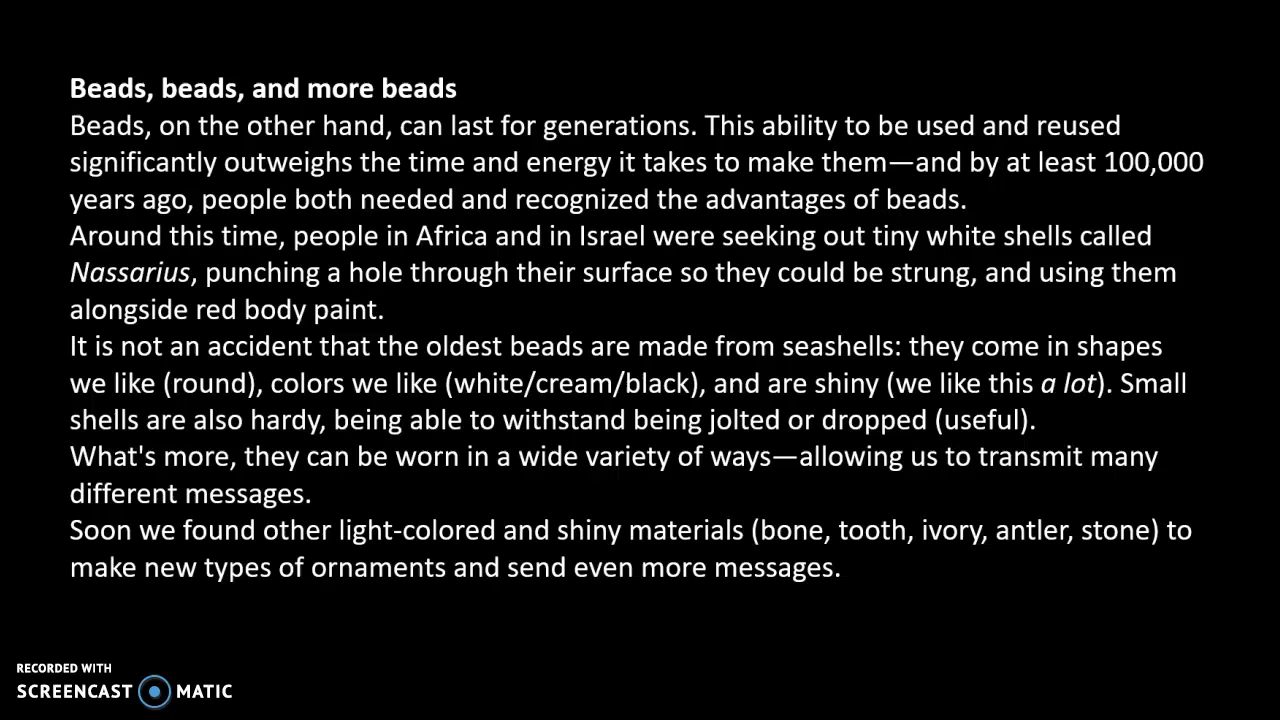 Beads, beads, and more beads
Beads, on the other hand, can last for generations. This ability to be used and reused
significantly outweighs the time and energy it takes to make them—and by at least 100,000
years ago, people both needed and recognized the advantages of beads.
Around this time, people in Africa and in Israel were seeking out tiny white shells called
Nassarius, punching a hole through their surface so they could be strung, and using them
alongside red body paint.
It is not an accident that the oldest beads are made from seashells: they come in shapes
we like (round), colors we like (white/cream/black), and are shiny (we like this a lot). Small
shells are also hardy, being able to withstand being jolted or dropped (useful).
What's more, they can be worn in a wide variety of ways—allowing us to transmit many
different messages.
Soon we found other light-colored and shiny materials (bone, tooth, ivory, antler, stone) to
make new types of ornaments and send even more messages.
RECORDED WITH
SCREENCAST MATIC